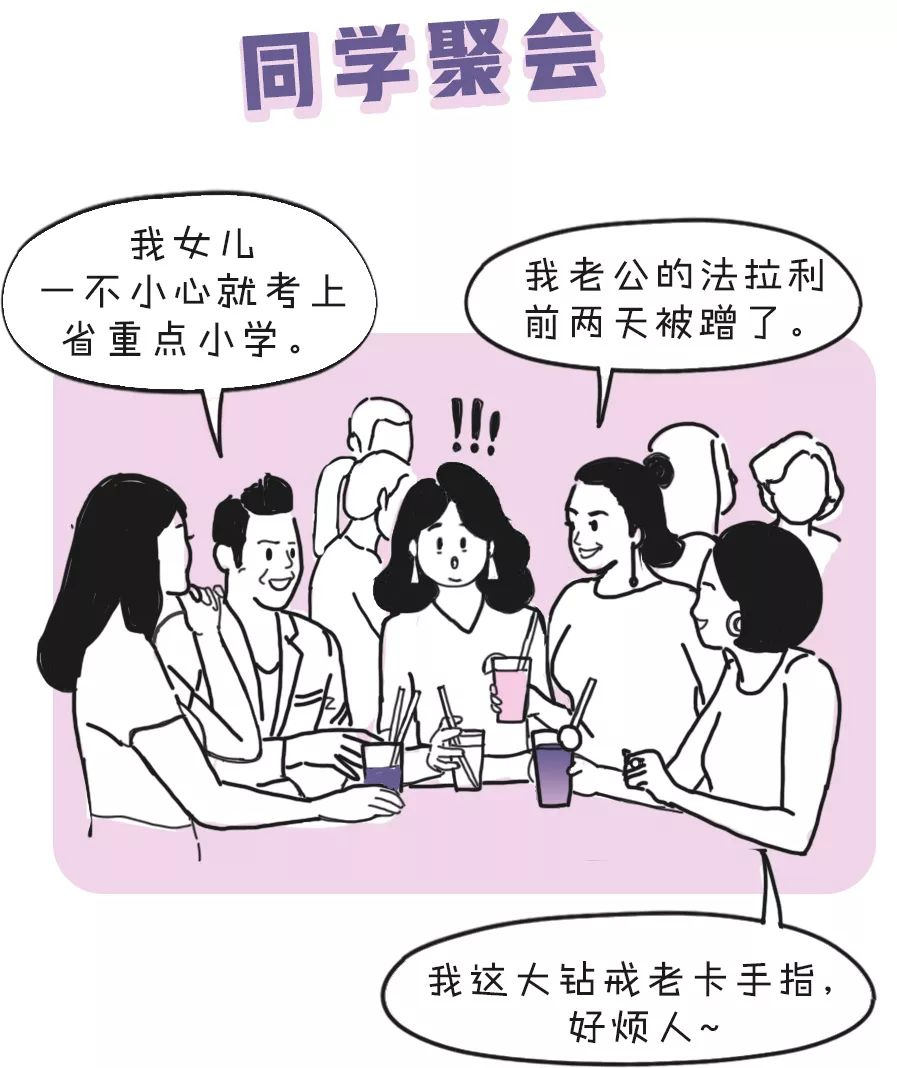 同学聚会
我女儿
一不小心就考上
省重点小学。
我老公的法拉利
前两天被蹭了。
!!!
我这大钻戒老卡手指，
好烦人~